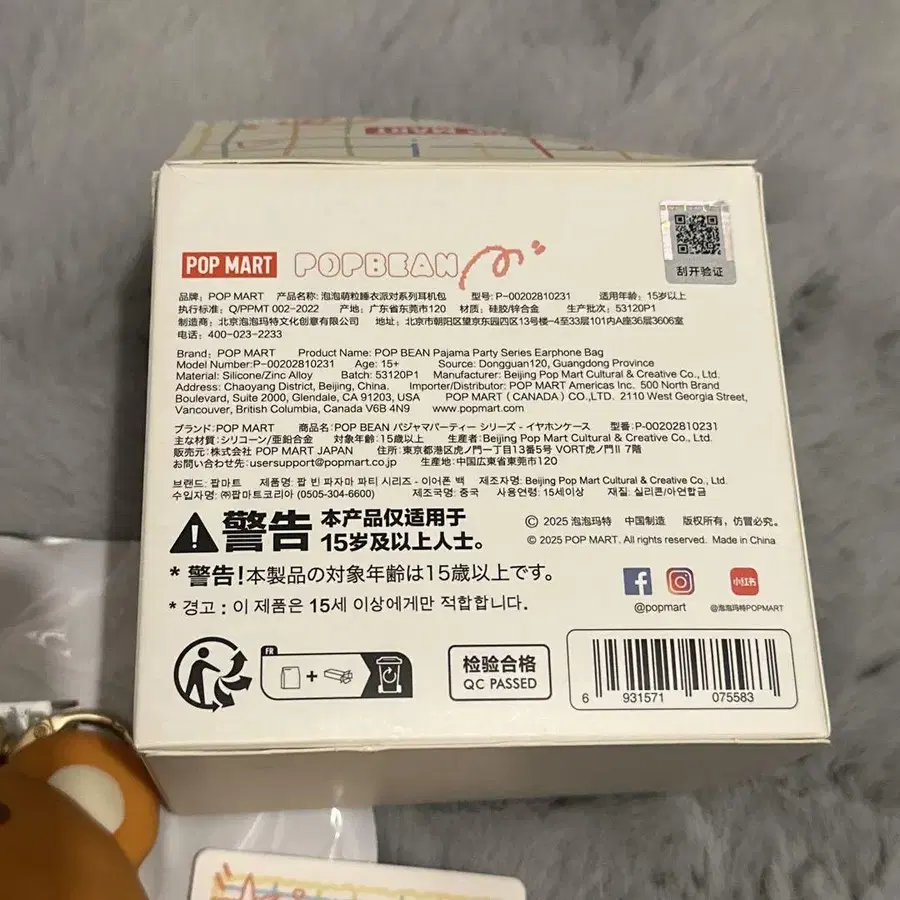 POP MART
POP MART POPBEAN
刮开验证
品牌：POP MART 产品名称：泡泡萌粒睡衣派对系列耳机包 型号：P-00202810231 适用年龄：15岁以上
执行标准：Q/PPMT 002-2022 产地：广东省东莞市120 材质：硅胶/锌合金 生产批次：53120P1
制造商：北京泡泡玛特文化创意有限公司 地址：北京市朝阳区望京东园四区13号楼-4至33层101内A座36层3606室
电话：400-023-2233
Brand：POP MART Product Name: POP BEAN Pajama Party Series Earphone Bag
Model Number:P-00202810231 Age: 15+ Source: Dongguan120, Guangdong Province
Material: Silicone/Zinc Alloy Batch: 53120P1 Manufacturer: Beijing Pop Mart Cultural & Creative Co., Ltd.
Address: Chaoyang District, Beijing, China. Importer/Distributor: POP MART Americas Inc. 500 North Brand
Boulevard, Suite 2000, Glendale, CA 91203, USA POP MART（CANADA）CO.,LTD. 2110 West Georgia Street,
Vancouver, British Columbia, Canada V6B 4N9 www.popmart.com
ブランド：POP MART 商品名：POP BEAN パジャマパーティー シリーズ - イヤホンケース 型番：P-00202810231
主な材質：シリコーン/亜鉛合金 対象年齢：15歳以上 生産者：Beijing Pop Mart Cultural & Creative Co., Ltd.
販売元：株式会社 POP MART JAPAN 住所：東京都港区虎ノ門一丁目13番5号 VORT虎ノ門II 7階
お問い合わせ先：usersupport@popmart.co.jp 生産地：中国広東省東莞市120
브랜드: 팝마트 제품명: 팝 빈 파자마 파티 시리즈 - 이어폰 백 제조자명: Beijing Pop Mart Cultural & Creative Co., Ltd.
수입자명: ㈜팝마트코리아 (0505-304-6600) 제조국명: 중국 사용연령: 15세이상 재질: 실리콘/아연합금
警告 本产品仅适用于
15岁及以上人士。
© 2025 泡泡玛特 中国制造 版权所有，仿冒必究。
© 2025 POP MART. All rights reserved. Made in China
* 警告！本製品の対象年齢は15歳以上です。
* 경고 : 이 제품은 15세 이상에게만 적합합니다.
小红书
@popmart @泡泡玛特POPMART
FR
检验合格
QC PASSED
6 931571 075583